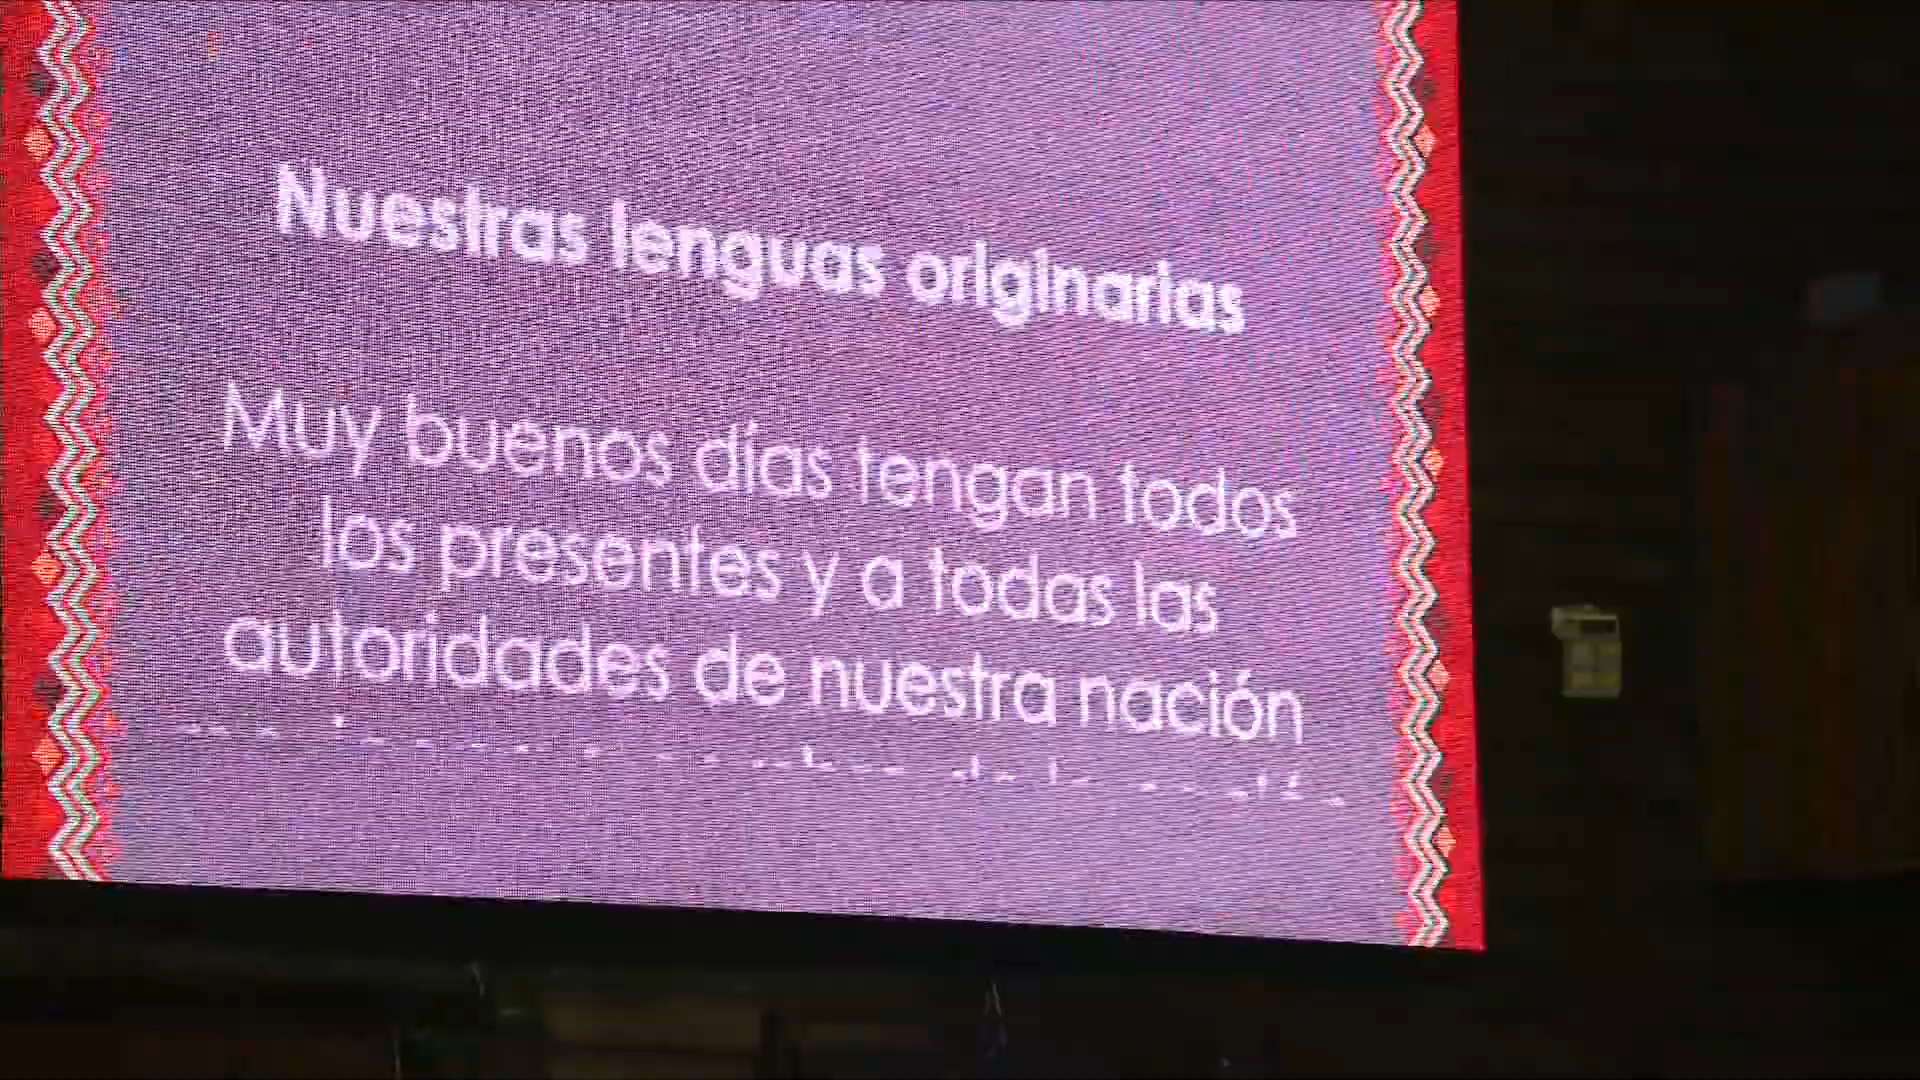 Nuestras lenguas originarias
Muy buenos días tengan todos
los presentes y a todas las
autoridades de nuestra nación